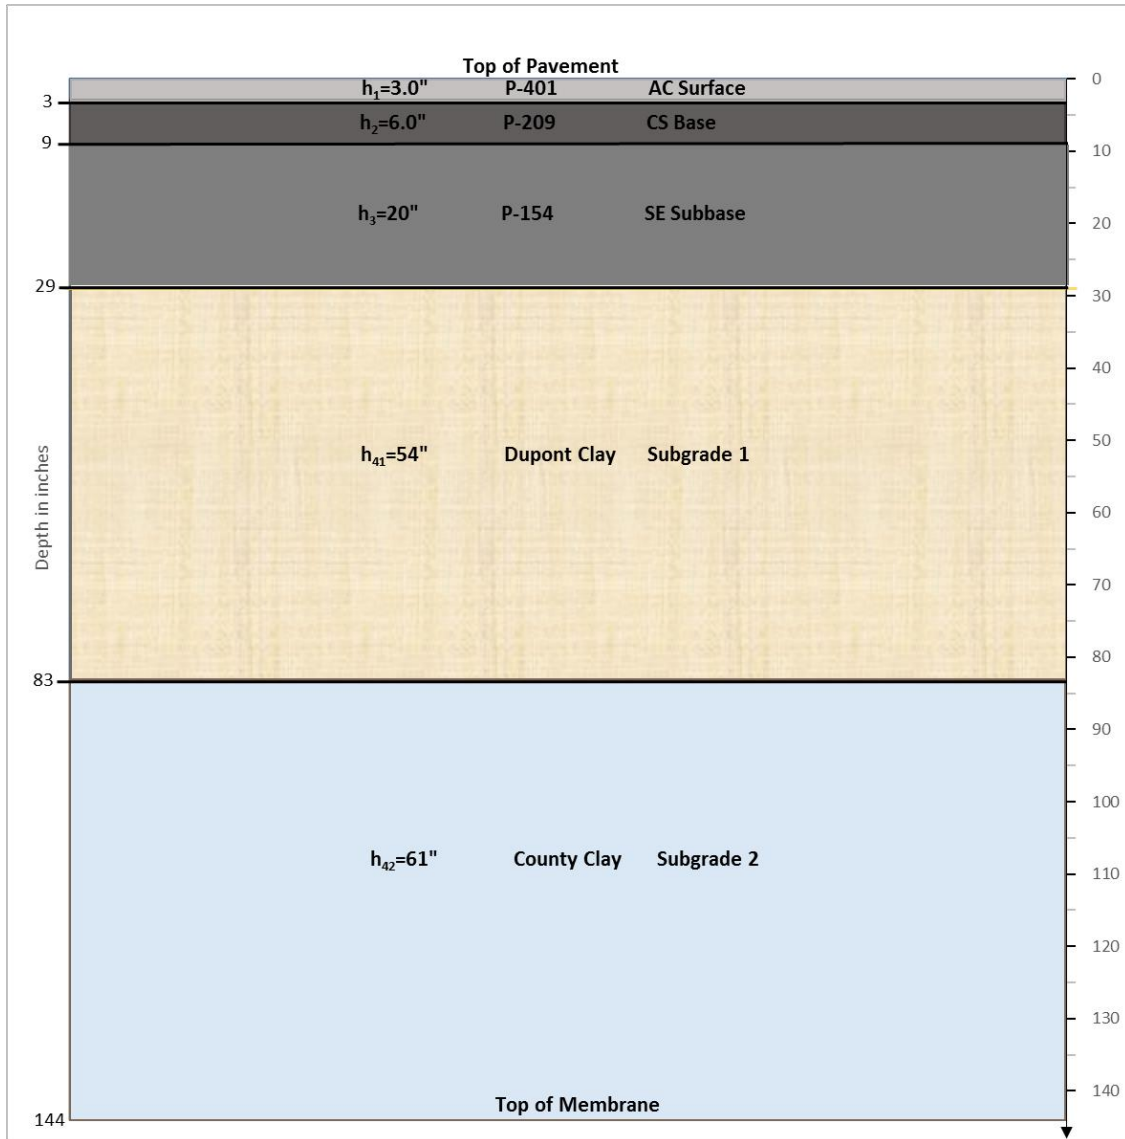 Top of Pavement
0
h₁=3.0" P-401 AC Surface
3
h₂=6.0" P-209 CS Base
9
10
h₃=20" P-154 SE Subbase
20
29
30
40
50
h₄₁=54" Dupont Clay Subgrade 1
Depth in inches
60
70
80
83
90
100
h₄₂=61" County Clay Subgrade 2
110
120
130
140
Top of Membrane
144